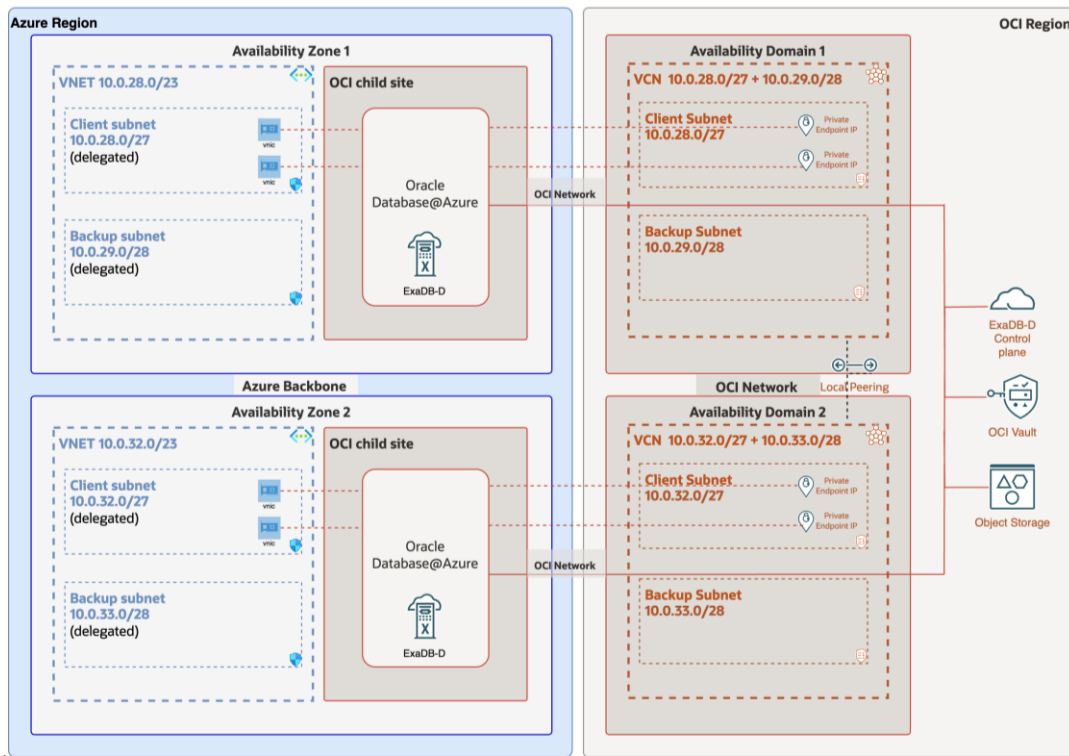 Azure Region
OCI Region
Availability Zone 1
VNET 10.0.28.0/23
Client subnet
10.0.28.0/27
(delegated)
vnic
vnic
Backup subnet
10.0.29.0/28
(delegated)
OCI child site
Oracle
Database@Azure
ExaDB-D
OCI Network
Availability Domain 1
VCN 10.0.28.0/27 + 10.0.29.0/28
Client Subnet
10.0.28.0/27
Private
Endpoint IP
Private
Endpoint IP
Backup Subnet
10.0.29.0/28
Azure Backbone
OCI Network
Local Peering
Availability Zone 2
VNET 10.0.32.0/23
Client subnet
10.0.32.0/27
(delegated)
vnic
vnic
Backup subnet
10.0.33.0/28
(delegated)
OCI child site
Oracle
Database@Azure
X
ExaDB-D
OCI Network
Availability Domain 2
VCN 10.0.32.0/27 + 10.0.33.0/28
Client Subnet
10.0.32.0/27
Private
Endpoint IP
Private
Endpoint IP
Backup Subnet
10.0.33.0/28
ExaDB-D
Control
plane
OCI Vault
Object Storage